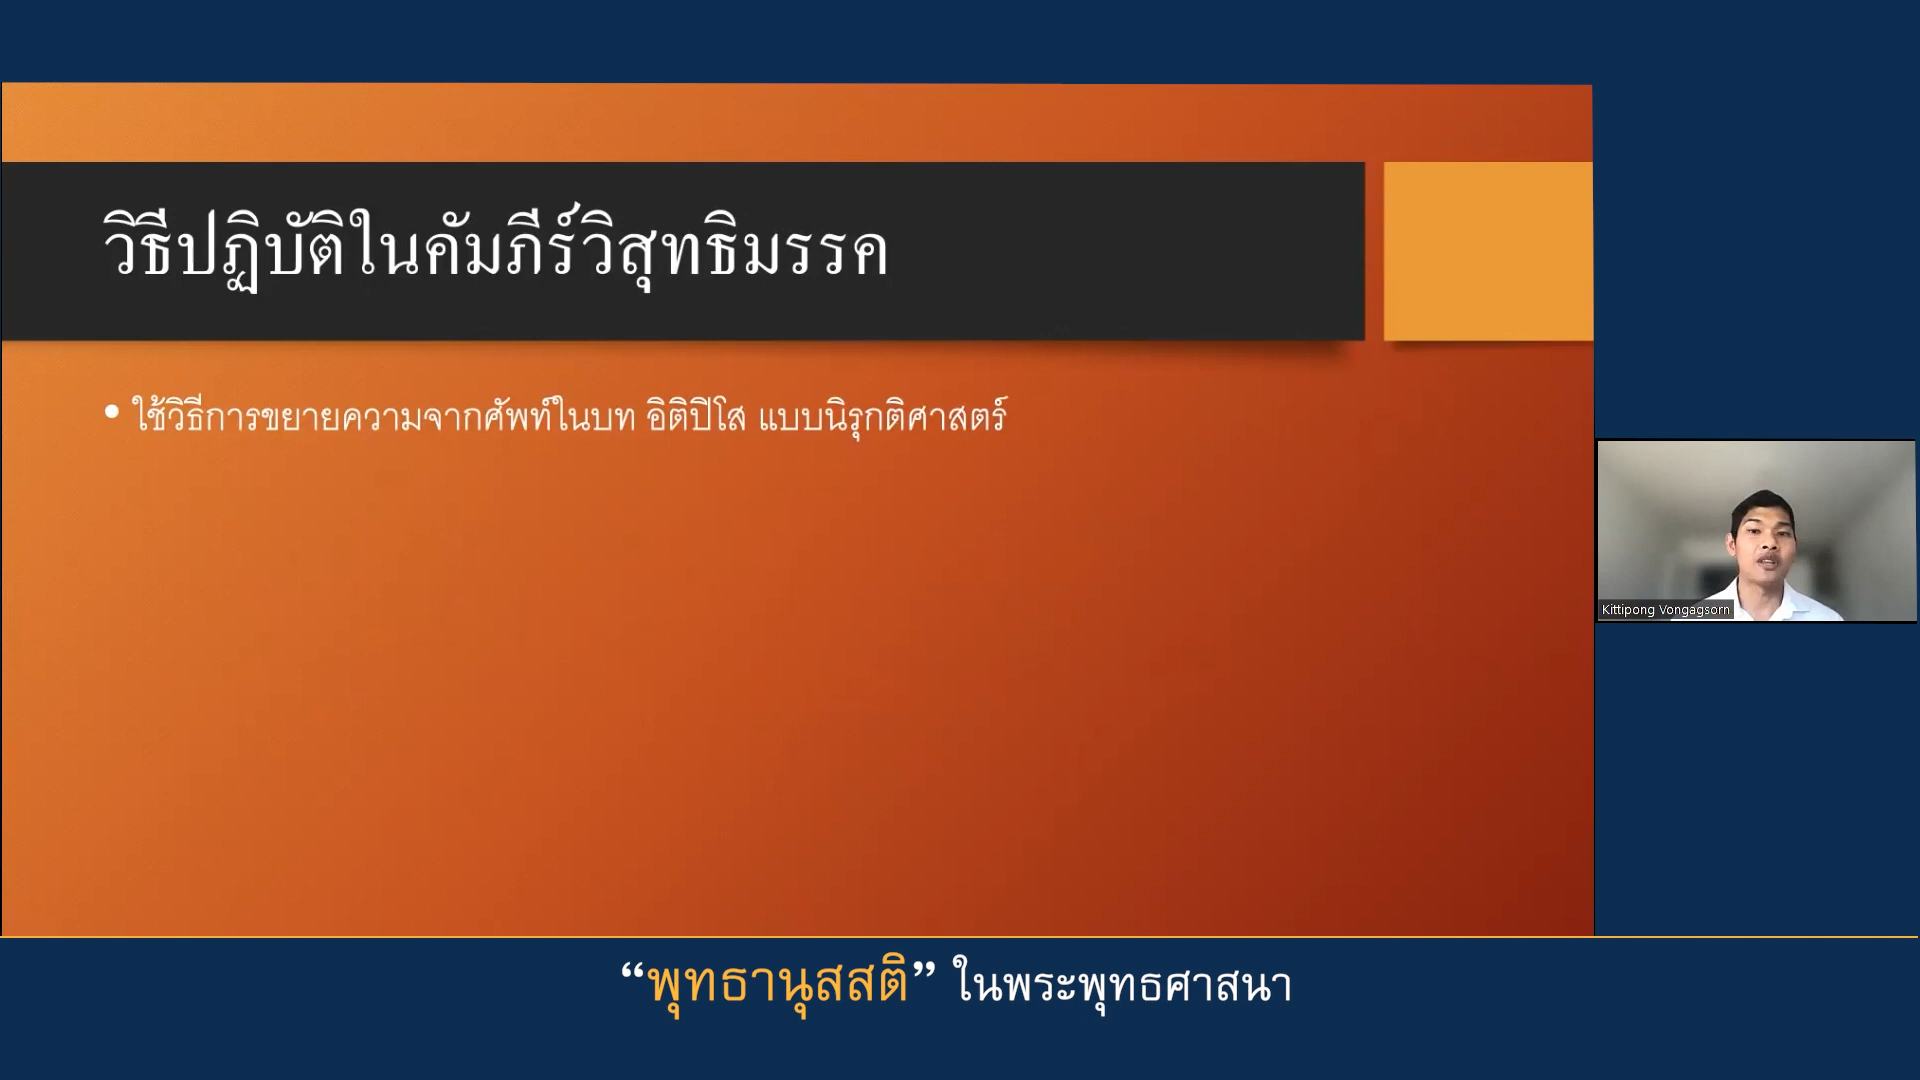 วิธีปฏิบัติในคัมภีร์วิสุทธิมรรค
• ใช้วิธีการขยายความจากศัพท์ในบท อิติปิโส แบบนิรุกติศาสตร์
Kittipong Vongagsorn
“พุทธานุสสติ” ในพระพุทธศาสนา